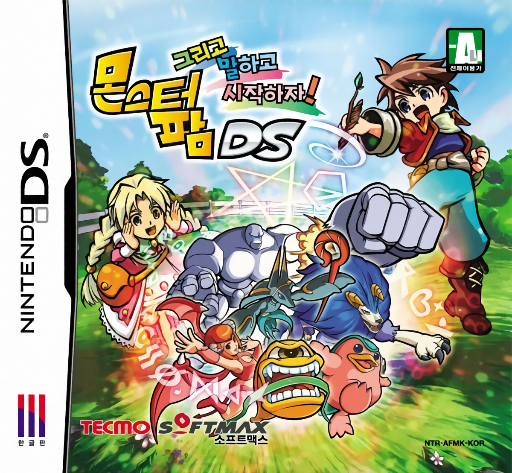 그리고
말하고
시작하자!
몬스터
팜
DS
A
전체이용가
NINTENDO DS
한글판
TECMO SOFTMAX
소프트맥스
NTR-AFMK-KOR